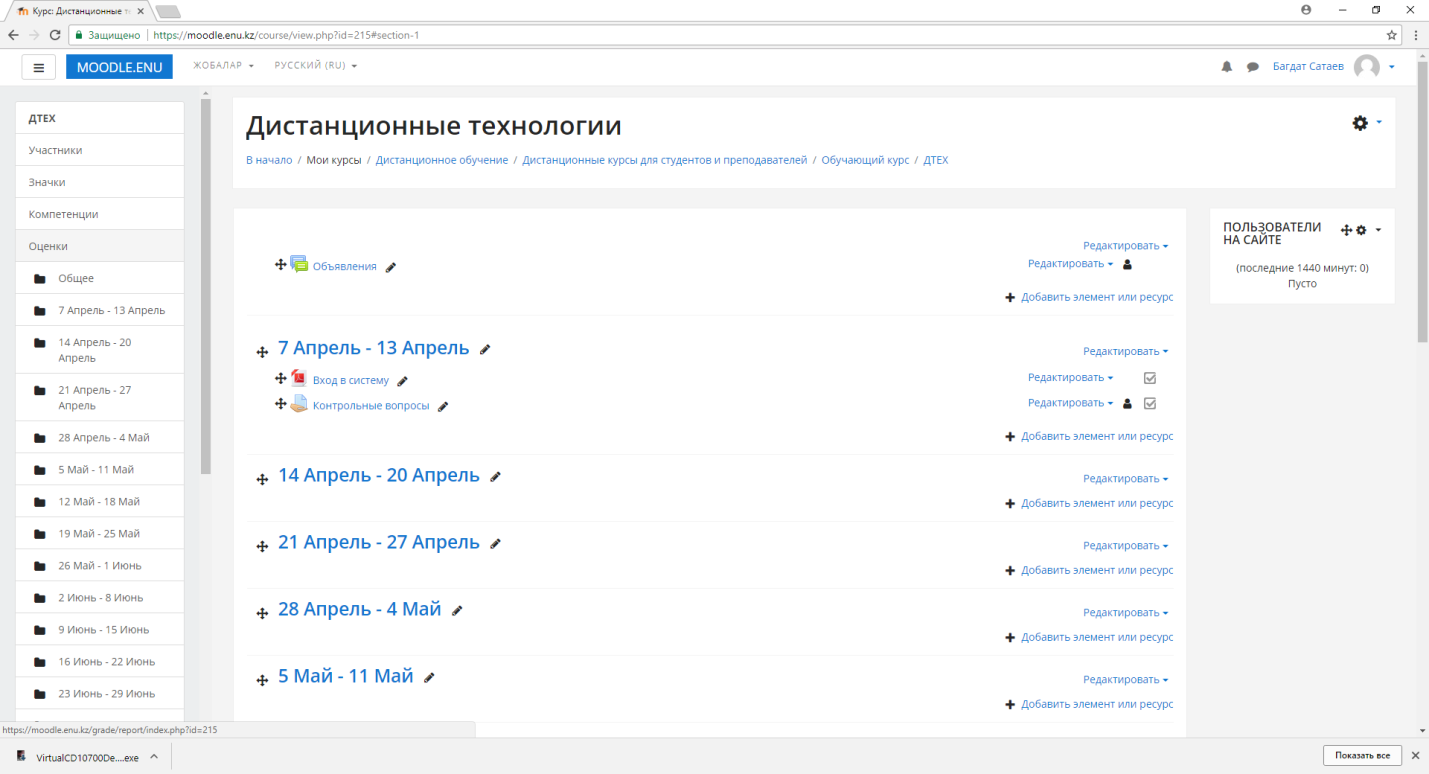 Курс: Дистанционные те
Защищено https://moodle.enu.kz/course/view.php?id=215#section-1
MOODLE.ENU ЖОБАЛАР РУССКИЙ (RU) Багдат Сатаев
ДТЕХ
Участники
Значки
Компетенции
Оценки
Общее
7 Апрель - 13 Апрель
14 Апрель - 20
Апрель
21 Апрель - 27
Апрель
28 Апрель - 4 Май
5 Май - 11 Май
12 Май - 18 Май
19 Май - 25 Май
26 Май - 1 Июнь
2 Июнь - 8 Июнь
9 Июнь - 15 Июнь
16 Июнь - 22 Июнь
23 Июнь - 29 Июнь
Дистанционные технологии
В начало / Мои курсы / Дистанционное обучение / Дистанционные курсы для студентов и преподавателей / Обучающий курс / ДТЕХ
Редактировать
Объявления Редактировать
Добавить элемент или ресурс
7 Апрель - 13 Апрель Редактировать
Вход в систему Редактировать
Контрольные вопросы Редактировать
Добавить элемент или ресурс
14 Апрель - 20 Апрель Редактировать
Добавить элемент или ресурс
21 Апрель - 27 Апрель Редактировать
Добавить элемент или ресурс
28 Апрель - 4 Май Редактировать
Добавить элемент или ресурс
5 Май - 11 Май Редактировать
Добавить элемент или ресурс
ПОЛЬЗОВАТЕЛИ
НА САЙТЕ
(последние 1440 минут: 0)
Пусто
https://moodle.enu.kz/grade/report/index.php?id=215
VirtualCD10700De....exe Показать все